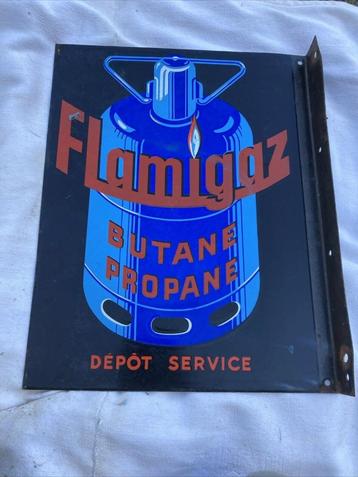 Flamigaz
BUTANE
PROPANE
DÉPÔT SERVICE